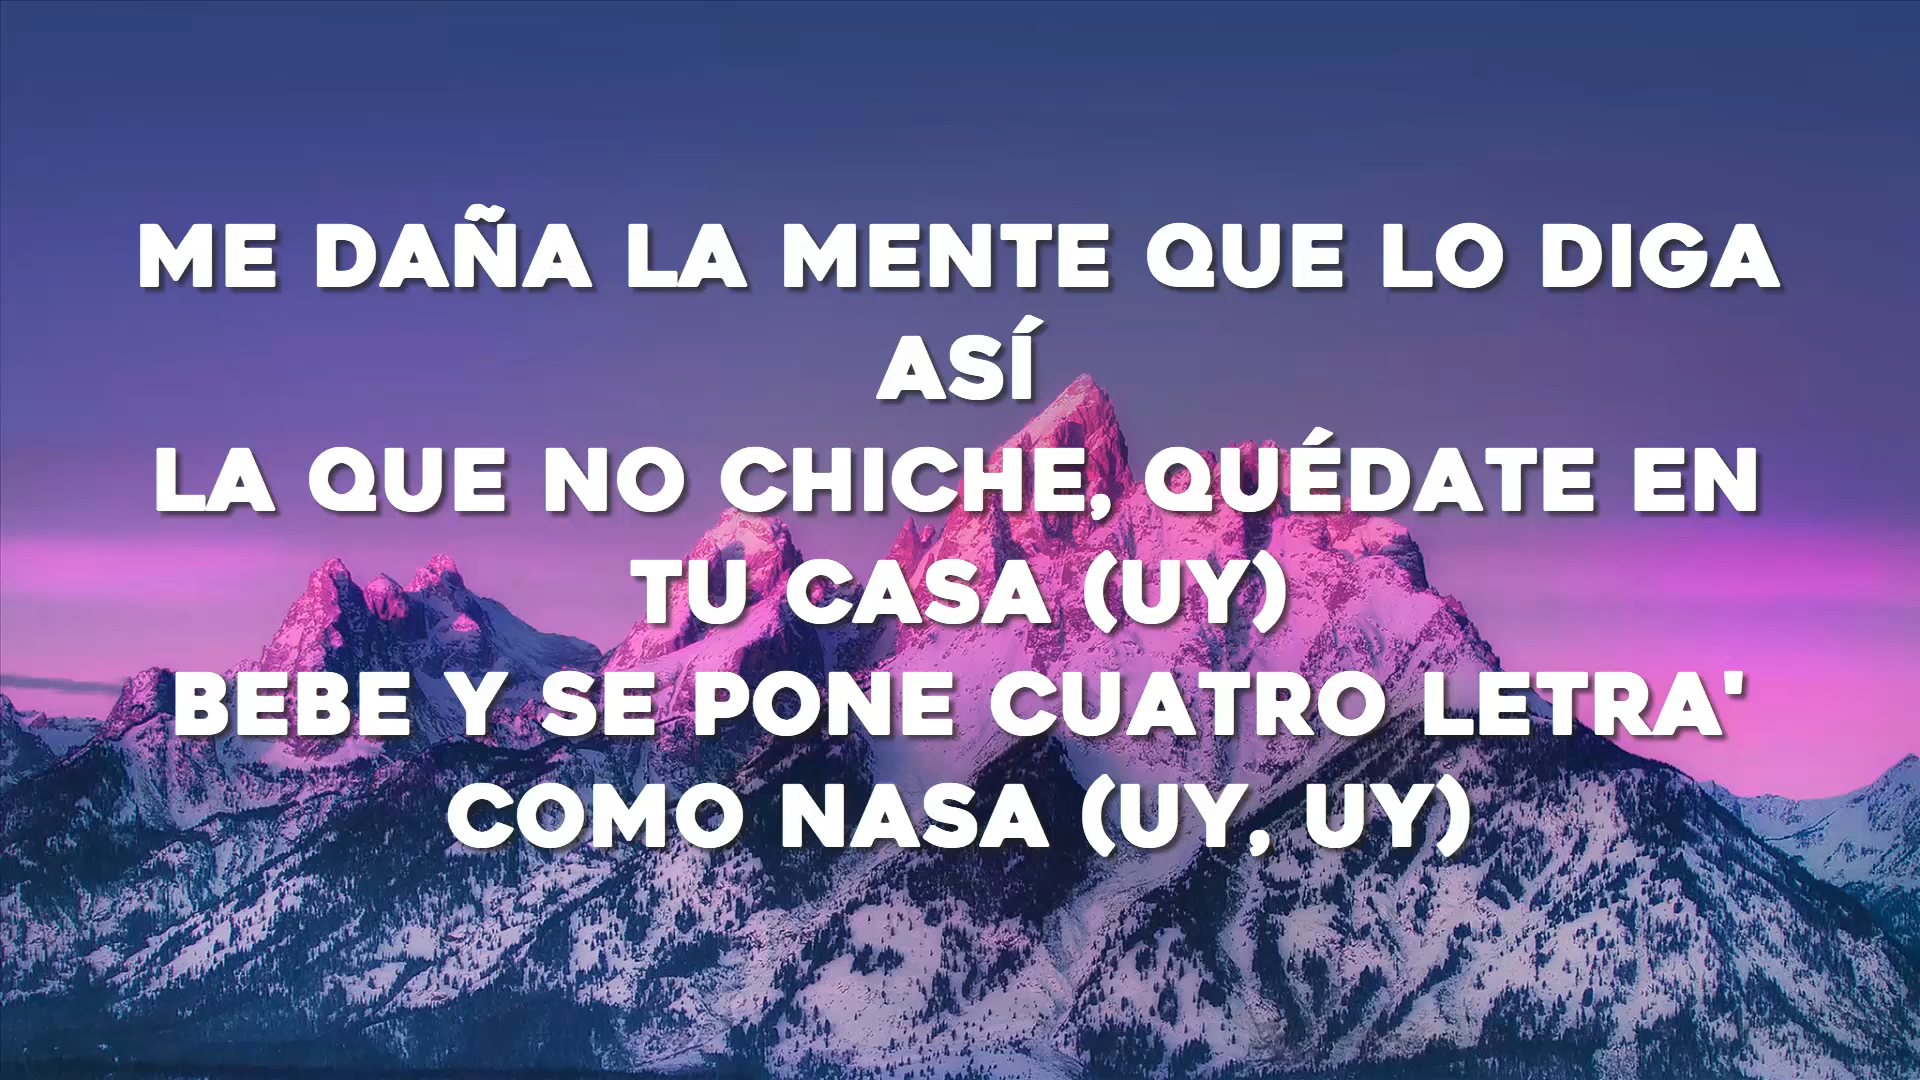 ME DAÑA LA MENTE QUE LO DIGA
ASÍ
LA QUE NO CHICHE, QUÉDATE EN
TU CASA (UY)
BEBE Y SE PONE CUATRO LETRA'
COMO NASA (UY, UY)